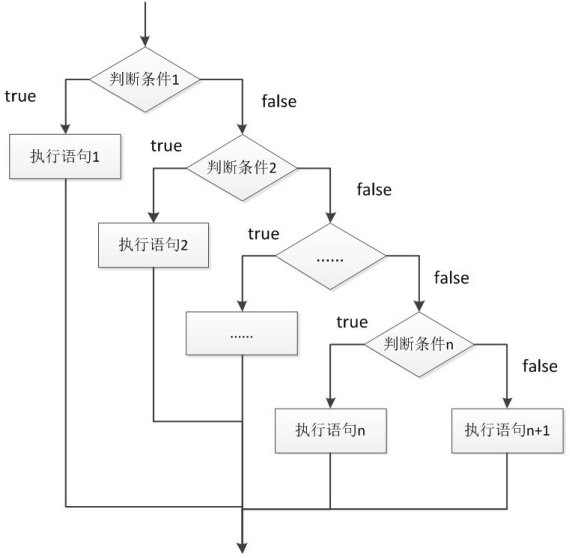 判断条件1
true
false
执行语句1
true
判断条件2
false
执行语句2
true
......
false
......
true
判断条件n
false
执行语句n
执行语句n+1